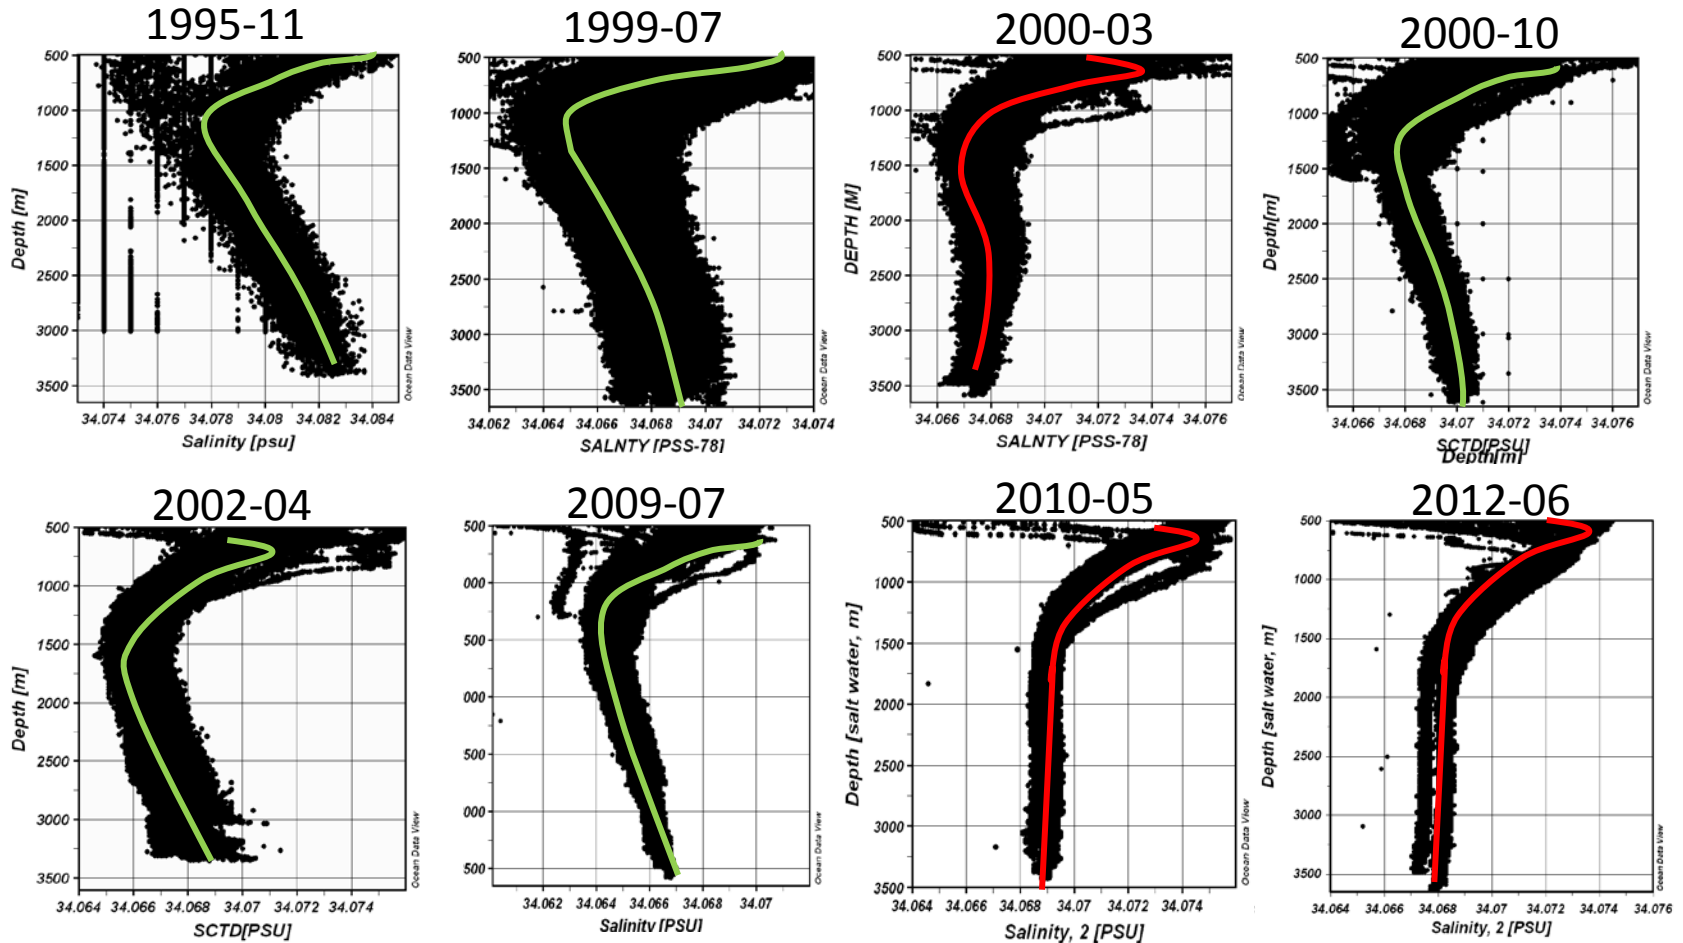 1995-11
1999-07
2000-03
2000-10
500
1000
1500
2000
2500
3000
3500
Depth [m]
34.074 34.076 34.078 34.08 34.082 34.084
Salinity [psu]
Ocean Data View
500
1000
1500
2000
2500
3000
3500
34.062 34.064 34.066 34.068 34.07 34.072 34.074
SALNTY [PSS-78]
Ocean Data View
500
1000
1500
2000
2500
3000
3500
DEPTH [M]
34.066 34.068 34.07 34.072 34.074 34.076
SALNTY [PSS-78]
Ocean Data View
500
1000
1500
2000
2500
3000
3500
Depth[m]
34.066 34.068 34.07 34.072 34.074 34.076
SCTD[PSU]
Depth[m]
Ocean Data View
2002-04
2009-07
2010-05
2012-06
500
1000
1500
2000
2500
3000
3500
Depth [m]
34.064 34.066 34.068 34.07 34.072 34.074
SCTD[PSU]
Ocean Data View
500
000
500
000
500
000
500
34.062 34.064 34.066 34.068 34.07
Salinity [PSU]
Ocean Data View
500
1000
1500
2000
2500
3000
3500
Depth [salt water, m]
34.064 34.066 34.068 34.07 34.072 34.074
Salinity, 2 [PSU]
Ocean Data View
500
1000
1500
2000
2500
3000
3500
Depth [salt water, m]
34.064 34.066 34.068 34.07 34.072 34.074 34.076
Salinity, 2 [PSU]
Ocean Data View